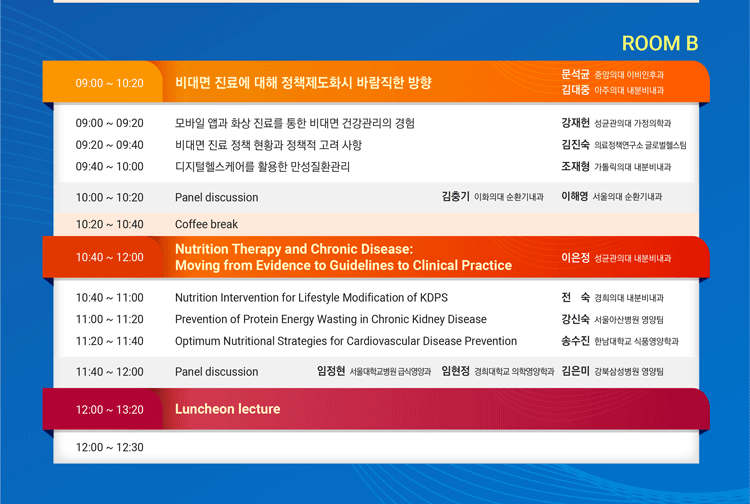 ROOM B
09:00 ~ 10:20 비대면 진료에 대해 정책제도화시 바람직한 방향 문석균 중앙의대 이비인후과
김대중 아주의대 내분비내과
09:00 ~ 09:20 모바일 앱과 화상 진료를 통한 비대면 건강관리의 경험 강재헌 성균관의대 가정의학과
09:20 ~ 09:40 비대면 진료 정책 현황과 정책적 고려 사항 김진숙 의료정책연구소 글로벌헬스팀
09:40 ~ 10:00 디지털헬스케어를 활용한 만성질환관리 조재형 가톨릭의대 내분비내과
10:00 ~ 10:20 Panel discussion 김충기 이화의대 순환기내과 이해영 서울의대 순환기내과
10:20 ~ 10:40 Coffee break
10:40 ~ 12:00 Nutrition Therapy and Chronic Disease:
Moving from Evidence to Guidelines to Clinical Practice 이은정 성균관의대 내분비내과
10:40 ~ 11:00 Nutrition Intervention for Lifestyle Modification of KDPS 전 숙 경희의대 내분비내과
11:00 ~ 11:20 Prevention of Protein Energy Wasting in Chronic Kidney Disease 강신숙 서울아산병원 영양팀
11:20 ~ 11:40 Optimum Nutritional Strategies for Cardiovascular Disease Prevention 송수진 한남대학교 식품영양학과
11:40 ~ 12:00 Panel discussion 임정현 서울대학교병원 급식영양과 임현정 경희대학교 의학영양학과 김은미 강북삼성병원 영양팀
12:00 ~ 13:20 Luncheon lecture
12:00 ~ 12:30